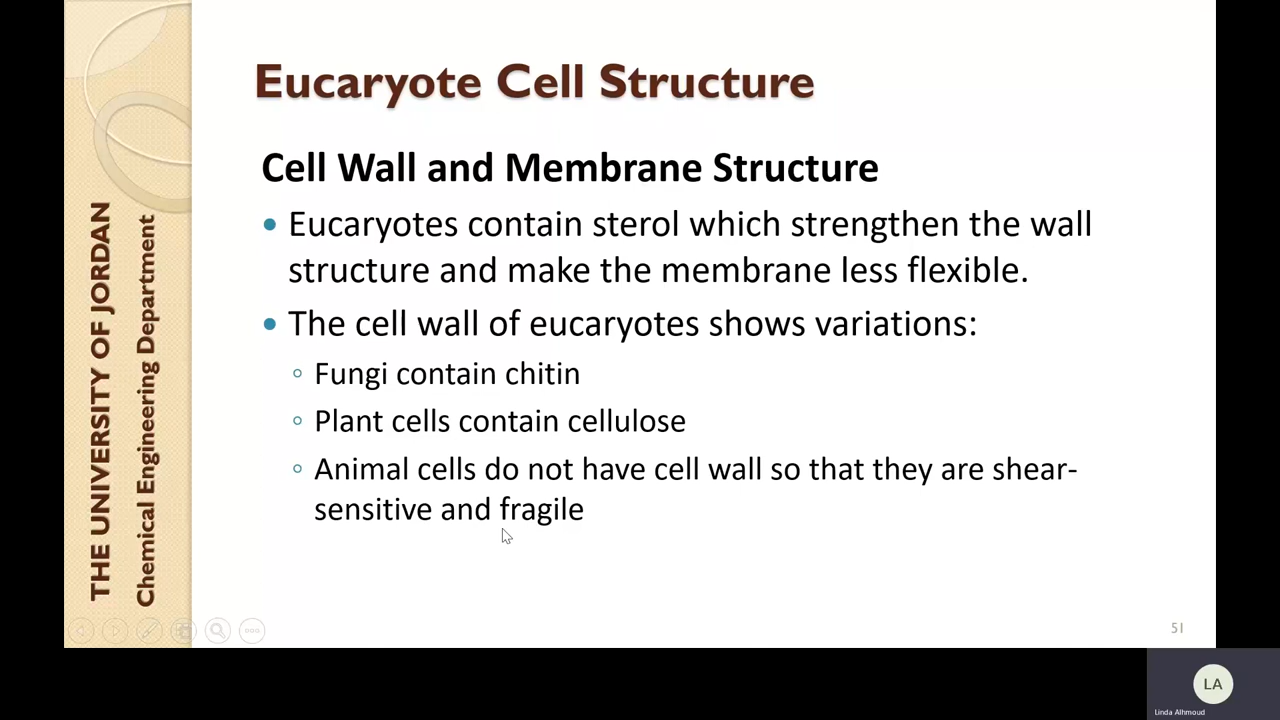 THE UNIVERSITY OF JORDAN
Chemical Engineering Department
Eucaryote Cell Structure
Cell Wall and Membrane Structure
• Eucaryotes contain sterol which strengthen the wall
structure and make the membrane less flexible.
• The cell wall of eucaryotes shows variations:
◦ Fungi contain chitin
◦ Plant cells contain cellulose
◦ Animal cells do not have cell wall so that they are shear-
sensitive and fragile
51
LA
Linda Alhmoud